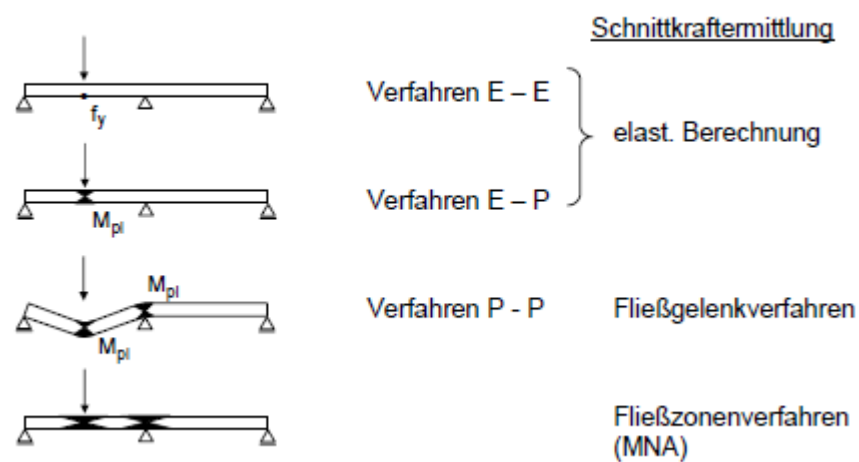 Schnittkraftermittlung
Verfahren E – E
f_y
elast. Berechnung
Verfahren E – P
M_pl
M_pl
Verfahren P - P
Fließgelenkverfahren
M_pl
Fließzonenverfahren
(MNA)